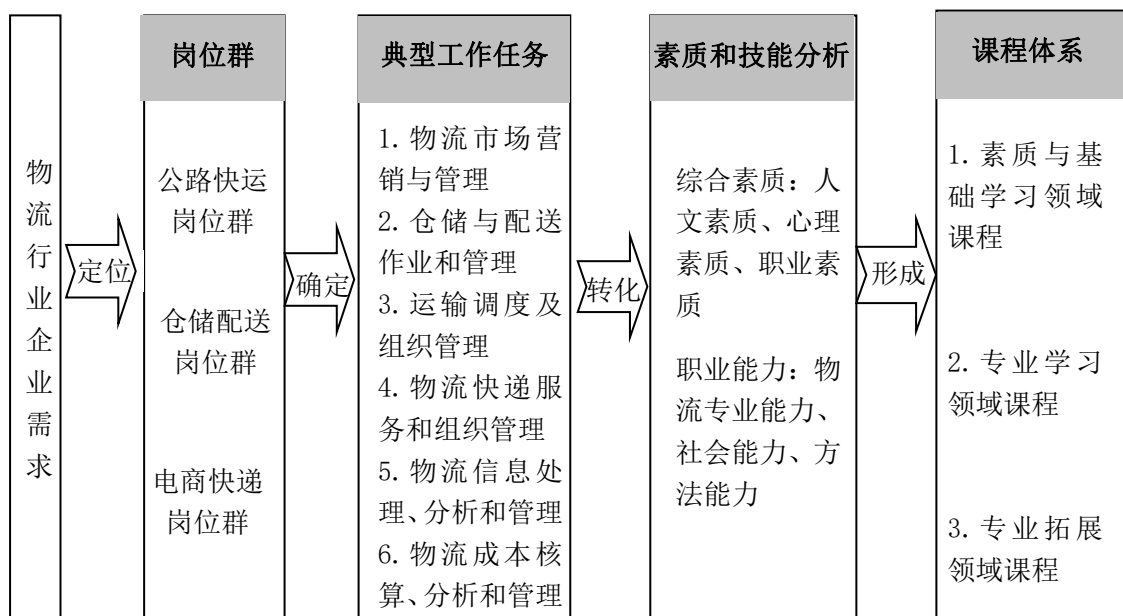 物流行业企业需求
定位
岗位群
公路快运
岗位群
仓储配送
岗位群
电商快递
岗位群
确定
典型工作任务
1.物流市场营
销与管理
2.仓储与配送
作业和管理
3.运输调度及
组织管理
4.物流快递服
务和组织管理
5.物流信息处
理、分析和管理
6.物流成本核
算、分析和管理
转化
素质和技能分析
综合素质：人
文素质、心理
素质、职业素
质
职业能力：物
流专业能力、
社会能力、方
法能力
形成
课程体系
1.素质与基
础学习领域
课程
2.专业学习
领域课程
3.专业拓展
领域课程